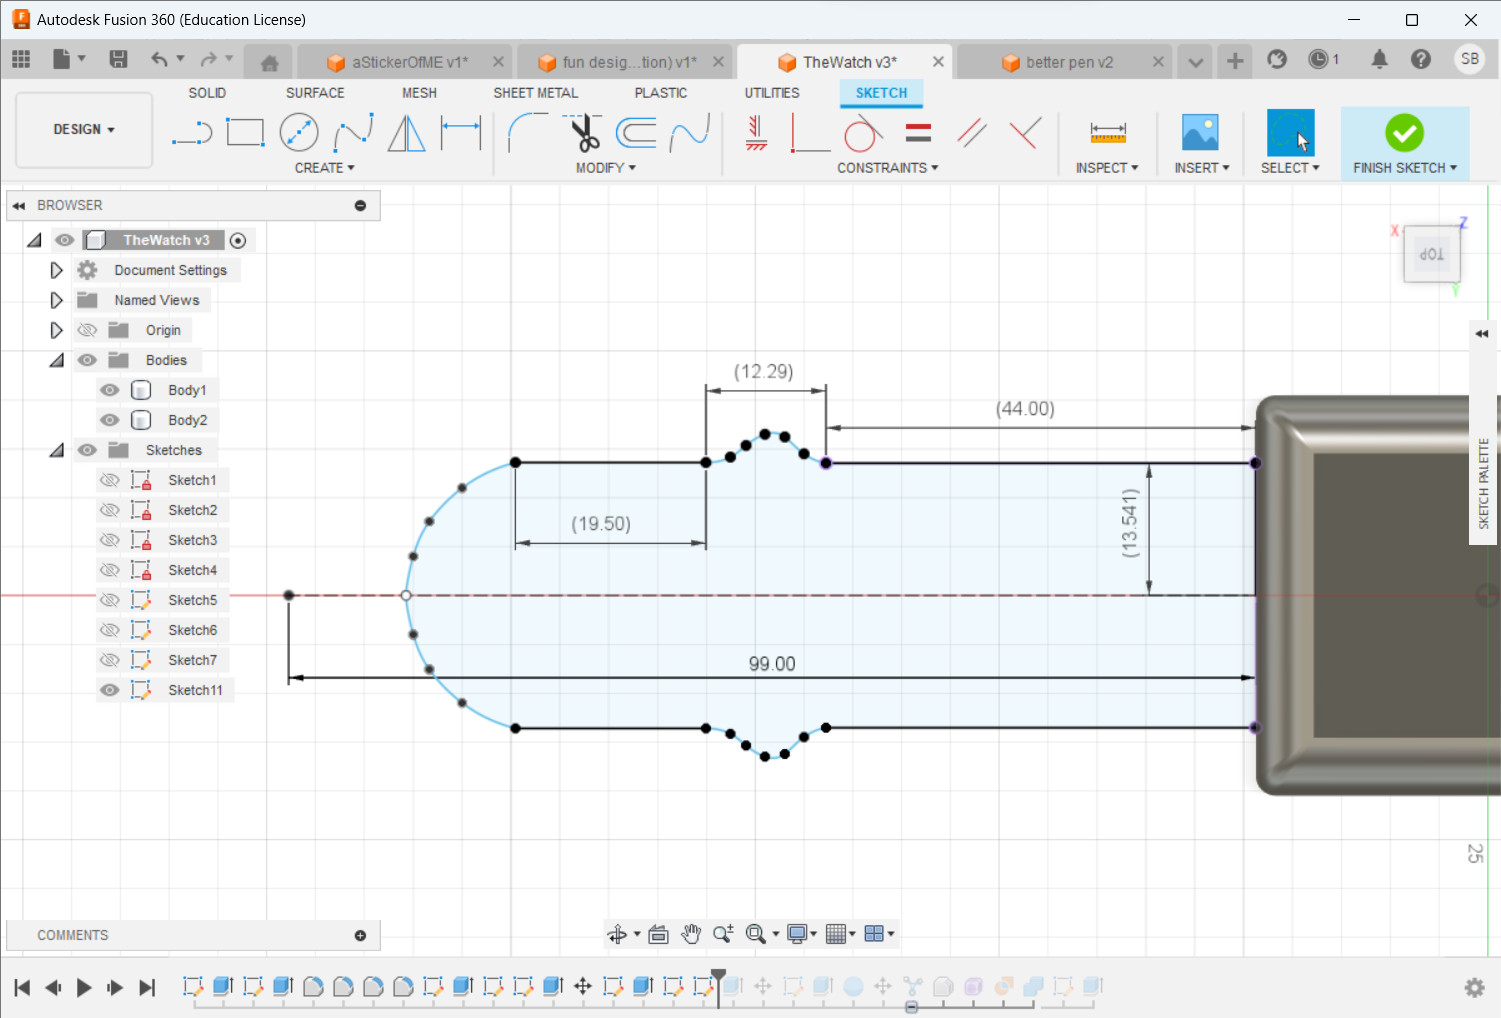 Autodesk Fusion 360 (Education License)
aStickerOfME v1*
fun desig...tion) v1*
TheWatch v3*
better pen v2
1
SB
SOLID
SURFACE
MESH
SHEET METAL
PLASTIC
UTILITIES
SKETCH
DESIGN
CREATE
MODIFY
CONSTRAINTS
INSPECT
INSERT
SELECT
FINISH SKETCH
BROWSER
TheWatch v3
Document Settings
Named Views
Origin
Bodies
Body1
Body2
Sketches
Sketch1
Sketch2
Sketch3
Sketch4
Sketch5
Sketch6
Sketch7
Sketch11
X
Z
TOP
Y
SKETCH PALETTE
(12.29)
(44.00)
(19.50)
(13.541)
99.00
25
COMMENTS